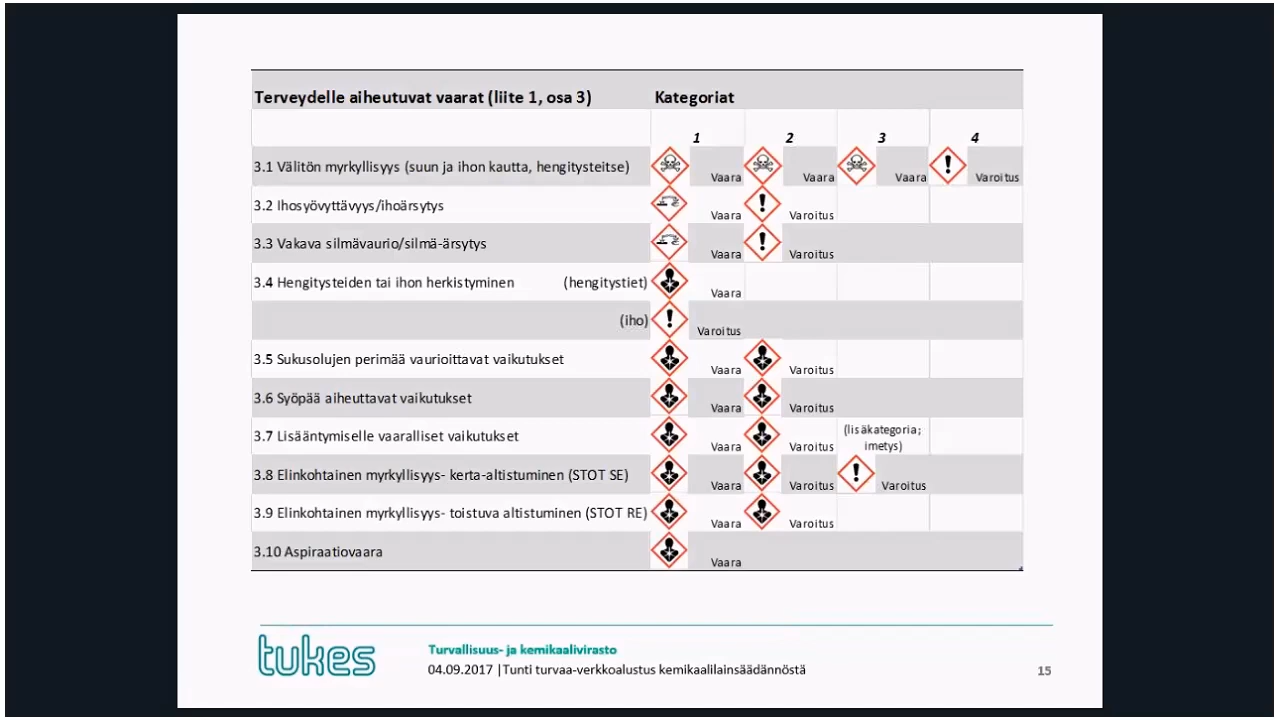 Terveydelle aiheutuvat vaarat (liite 1, osa 3) Kategoriat
1 2 3 4
3.1 Välitön myrkyllisyys (suun ja ihon kautta, hengitysteitse) Vaara Vaara Vaara Varoitus
3.2 Ihosyövyttävyys/ihoärsytys Vaara Varoitus
3.3 Vakava silmävaurio/silmä-ärsytys Vaara Varoitus
3.4 Hengitysteiden tai ihon herkistyminen (hengitystiet) Vaara
(iho) Varoitus
3.5 Sukusolujen perimää vaurioittavat vaikutukset Vaara Varoitus
3.6 Syöpää aiheuttavat vaikutukset Vaara Varoitus
3.7 Lisääntymiselle vaaralliset vaikutukset Vaara Varoitus (lisäkategoria;
imetys)
3.8 Elinkohtainen myrkyllisyys- kerta-altistuminen (STOT SE) Vaara Varoitus Varoitus
3.9 Elinkohtainen myrkyllisyys- toistuva altistuminen (STOT RE) Vaara Varoitus
3.10 Aspiraatiovaara Vaara
tukes
Turvallisuus- ja kemikaalivirasto
04.09.2017 |Tunti turvaa-verkkoalustus kemikaalilainsäädännöstä
15